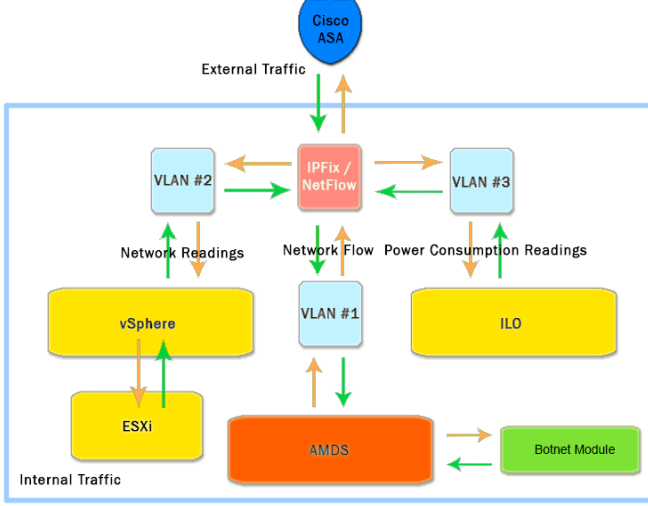 Cisco
ASA
External Traffic
VLAN #2
IPFix /
NetFlow
VLAN #3
Network Readings
Network Flow
Power Consumption Readings
vSphere
VLAN #1
ILO
ESXi
AMDS
Botnet Module
Internal Traffic